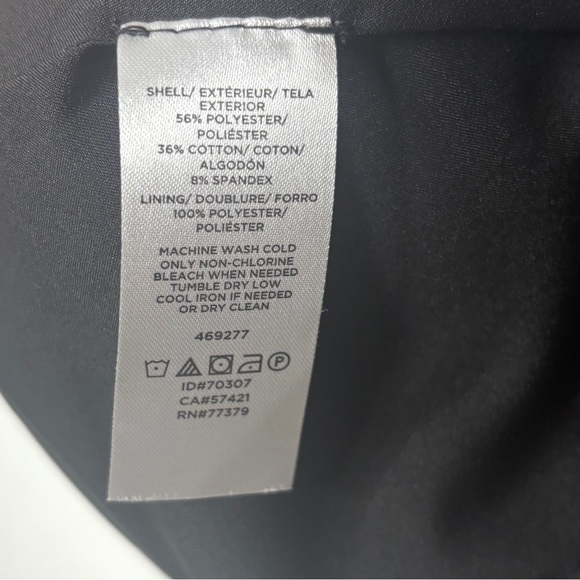 SHELL/ EXTÉRIEUR/ TELA
EXTERIOR
56% POLYESTER/
POLIÉSTER
36% COTTON/ COTON/
ALGODÓN
8% SPANDEX
LINING/ DOUBLURE/ FORRO
100% POLYESTER/
POLIÉSTER
MACHINE WASH COLD
ONLY NON-CHLORINE
BLEACH WHEN NEEDED
TUMBLE DRY LOW
COOL IRON IF NEEDED
OR DRY CLEAN
469277
P
ID#70307
CA#57421
RN#77379